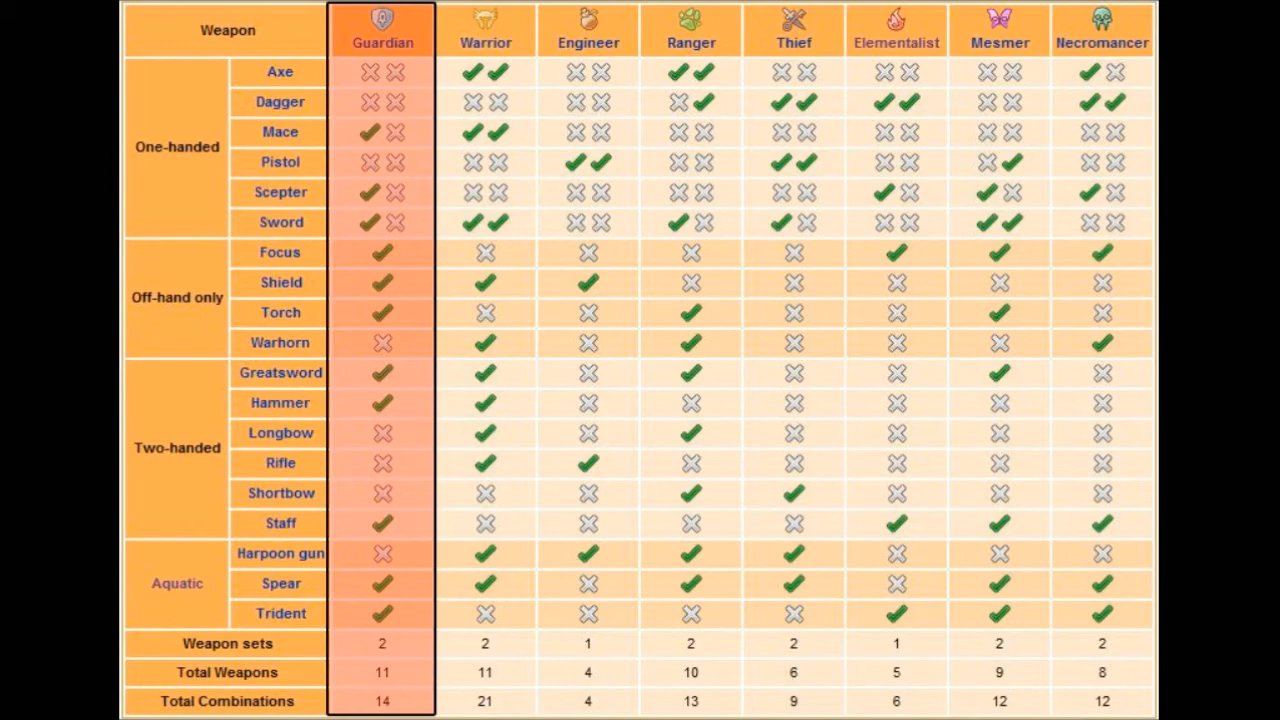 Weapon Guardian Warrior Engineer Ranger Thief Elementalist Mesmer Necromancer
One-handed
Axe
Dagger
Mace
Pistol
Scepter
Sword
Off-hand only
Focus
Shield
Torch
Warhorn
Two-handed
Greatsword
Hammer
Longbow
Rifle
Shortbow
Staff
Aquatic
Harpoon gun
Spear
Trident
Weapon sets 2 2 1 2 2 1 2 2
Total Weapons 11 11 4 10 6 5 9 8
Total Combinations 14 21 4 13 9 6 12 12